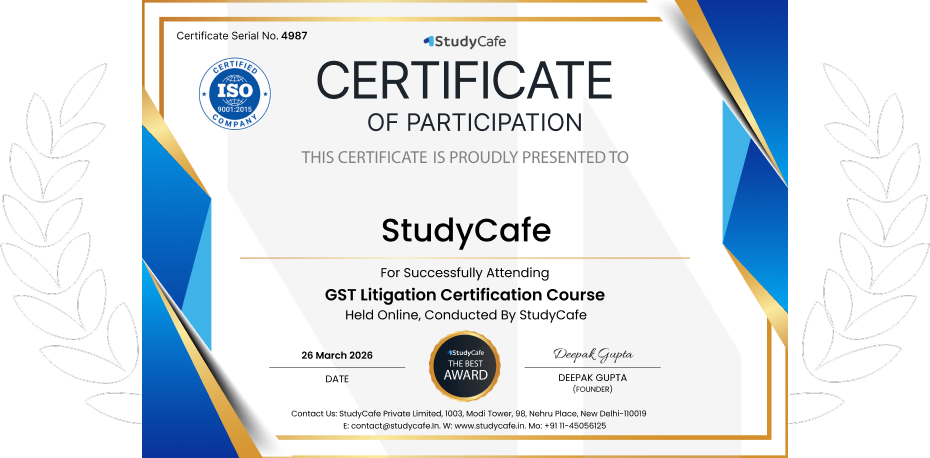 Certificate Serial No. 4987
StudyCafe
CERTIFIED
ISO
9001:2015
COMPANY
CERTIFICATE
OF PARTICIPATION
THIS CERTIFICATE IS PROUDLY PRESENTED TO
StudyCafe
For Successfully Attending
GST Litigation Certification Course
Held Online, Conducted By StudyCafe
26 March 2026
DATE
StudyCafe
THE BEST
AWARD
Deepak Gupta
DEEPAK GUPTA
(FOUNDER)
Contact Us: StudyCafe Private Limited, 1003, Modi Tower, 98, Nehru Place, New Delhi-110019
E: contact@studycafe.In. W: www.studycafe.in. Mo: +91 11-45056125